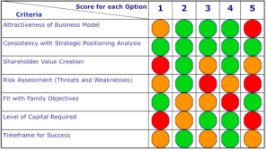 Score for each Option
Criteria
1 2 3 4 5
Attractiveness of Business Model
Consistency with Strategic Positioning Analysis
Shareholder Value Creation
Risk Assessment (Threats and Weaknesses)
Fit with Family Objectives
Level of Capital Required
Timeframe for Success